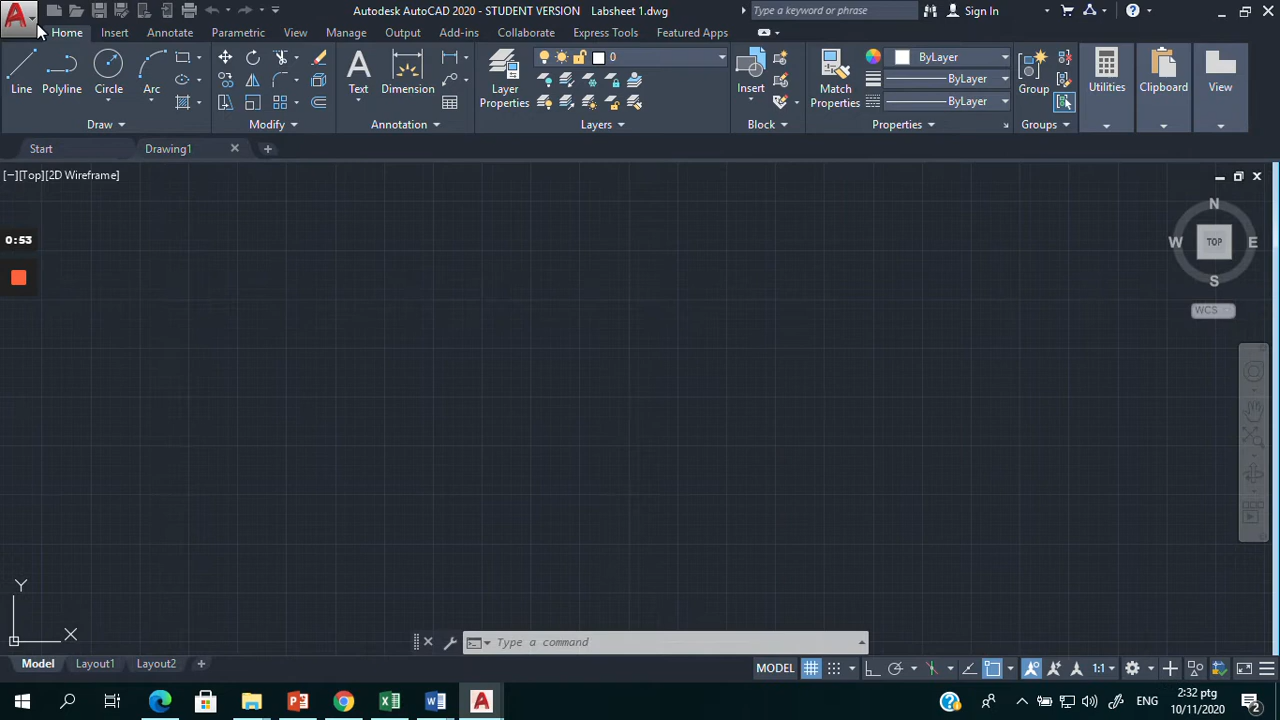 Autodesk AutoCAD 2020 - STUDENT VERSION Labsheet 1.dwg
Type a keyword or phrase
Sign In
Home Insert Annotate Parametric View Manage Output Add-ins Collaborate Express Tools Featured Apps
0
ByLayer
ByLayer
ByLayer
Line Polyline Circle Arc
Text Dimension
Layer Properties
Insert
Match Properties
Group
Utilities Clipboard View
Draw Modify Annotation Layers Block Properties Groups
Start Drawing1
[−][Top][2D Wireframe]
N
W TOP E
S
WCS
0:53
Y
X
Type a command
Model Layout1 Layout2
MODEL 1:1
ENG
2:32 ptg
10/11/2020
2